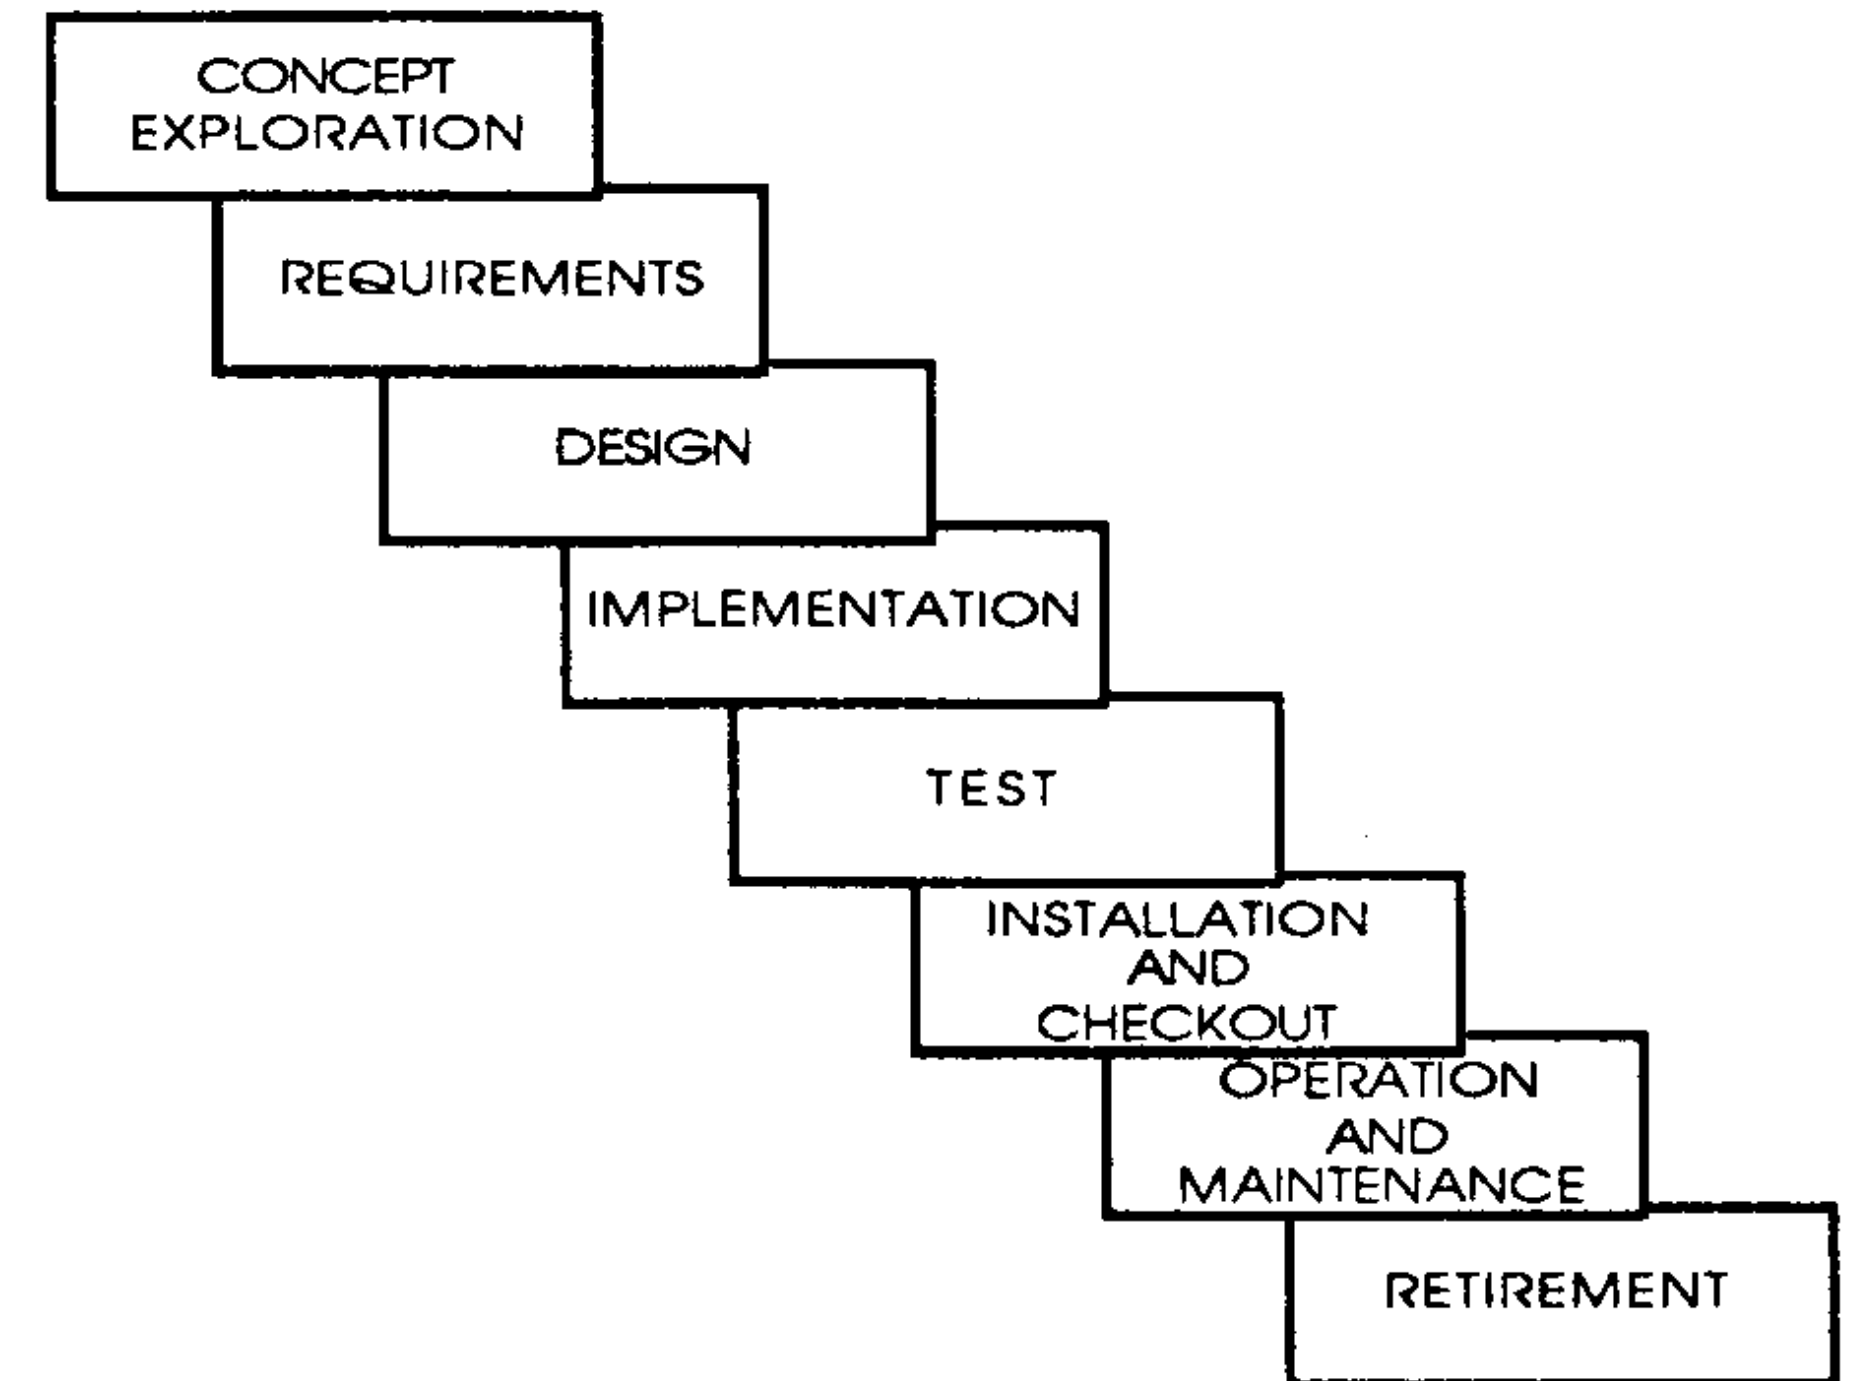 CONCEPT
EXPLORATION
REQUIREMENTS
DESIGN
IMPLEMENTATION
TEST
INSTALLATION
AND
CHECKOUT
OPERATION
AND
MAINTENANCE
RETIREMENT